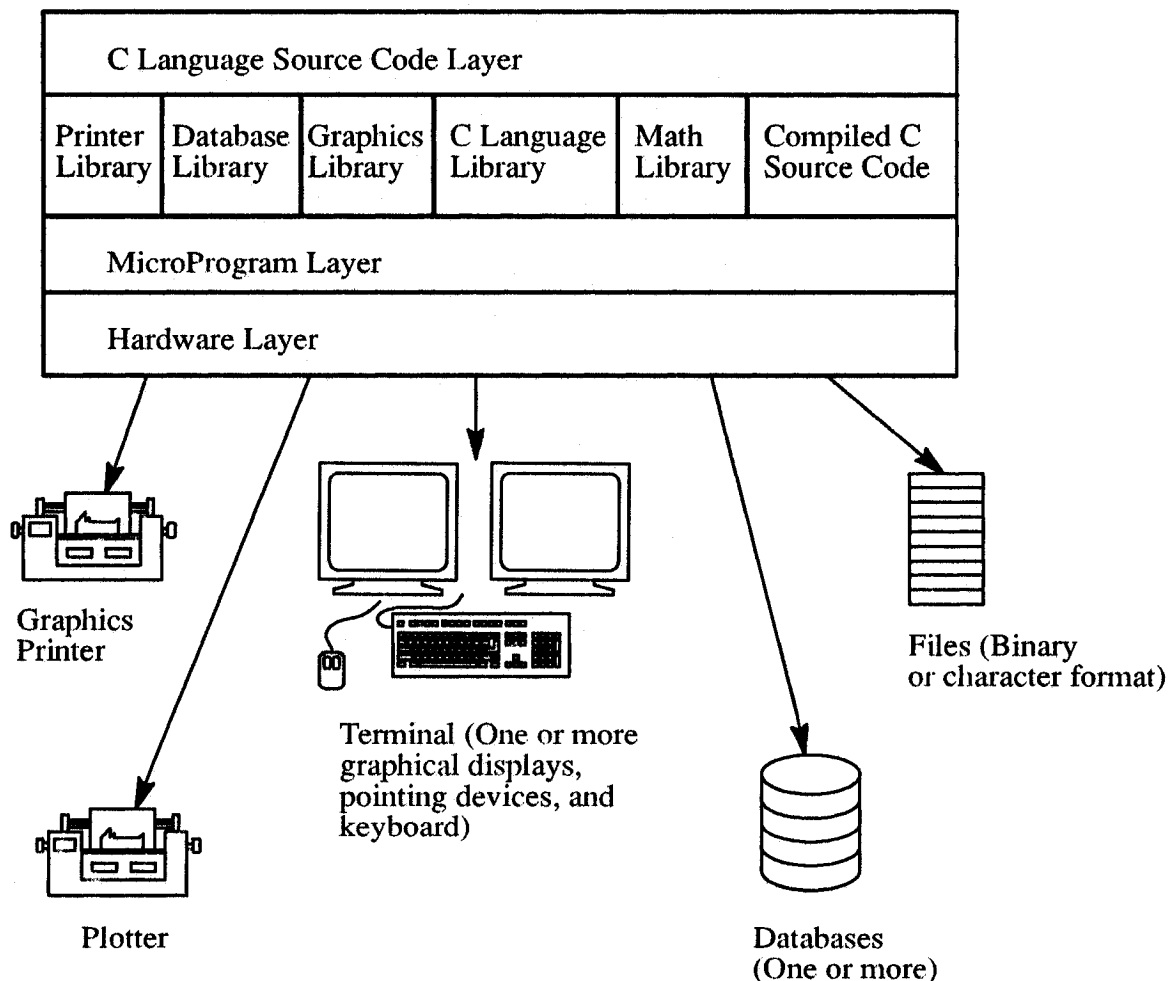 C Language Source Code Layer
Printer
Library
Database
Library
Graphics
Library
C Language
Library
Math
Library
Compiled C
Source Code
MicroProgram Layer
Hardware Layer
Graphics
Printer
Files (Binary
or character format)
Terminal (One or more
graphical displays,
pointing devices, and
keyboard)
Plotter
Databases
(One or more)